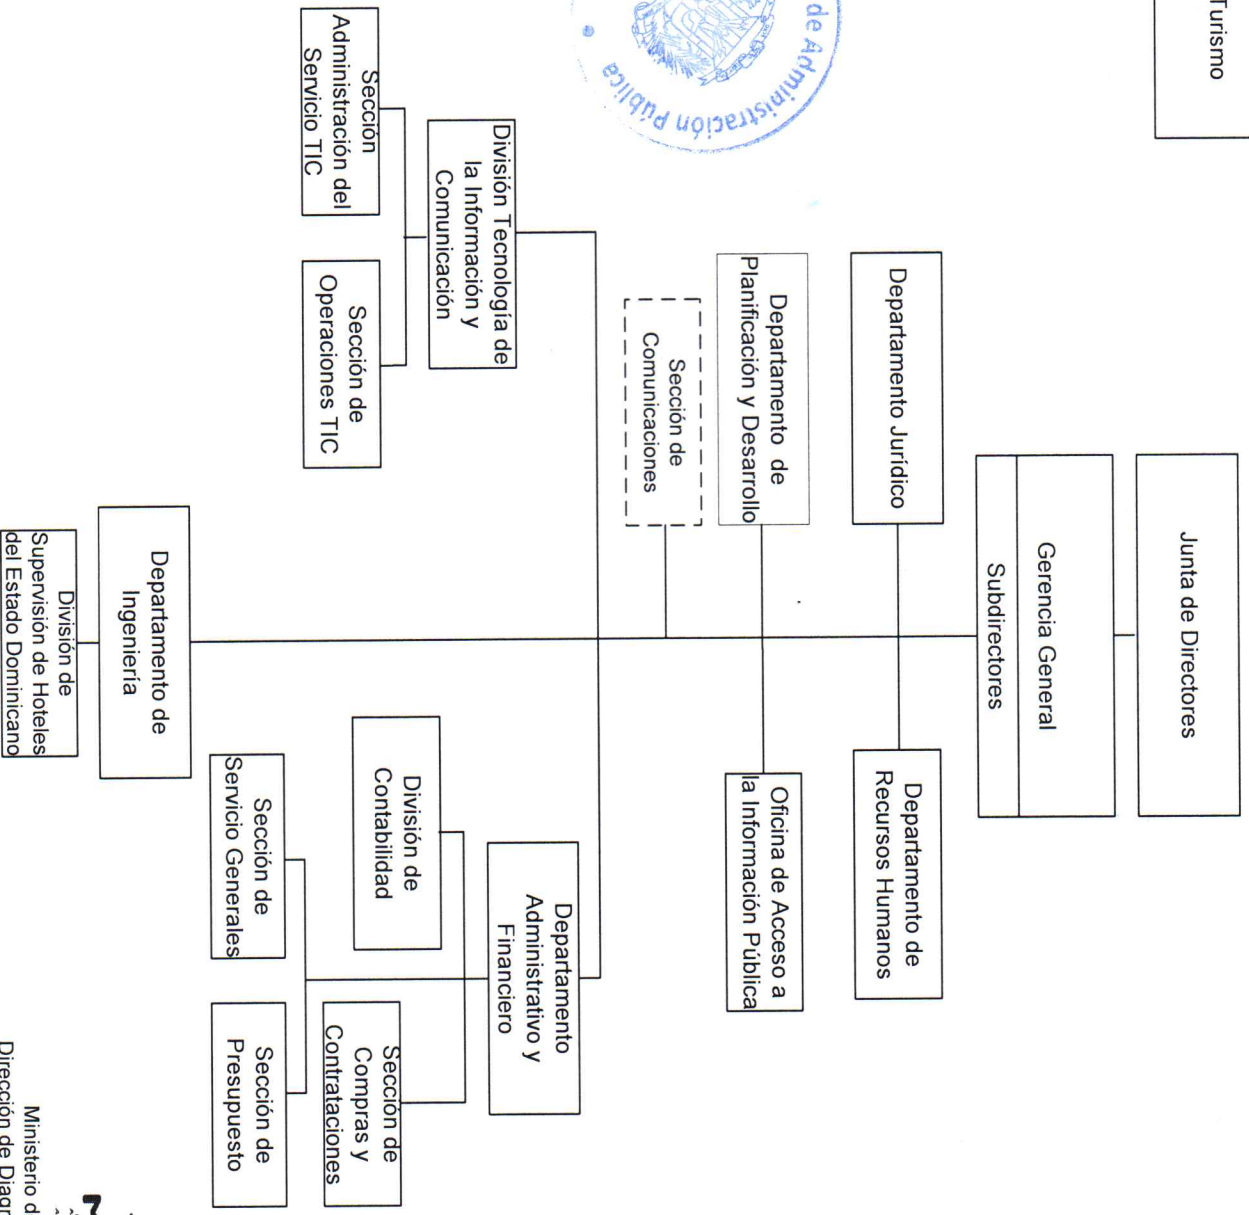 Turismo
Junta de Directores
Gerencia General
Subdirectores
Departamento Jurídico
Departamento de
Recursos Humanos
Departamento de
Planificación y Desarrollo
Oficina de Acceso a
la Información Pública
Sección de
Comunicaciones
División Tecnología de
la Información y
Comunicación
Sección
Administración del
Servicio TIC
Sección de
Operaciones TIC
Departamento
Administrativo y
Financiero
División de
Contabilidad
Sección de
Compras y
Contrataciones
Sección de
Servicio Generales
Sección de
Presupuesto
Departamento de
Ingeniería
División de
Supervisión de Hoteles
del Estado Dominicano
de Administración Pública
Ministerio d
Dirección de Diagr